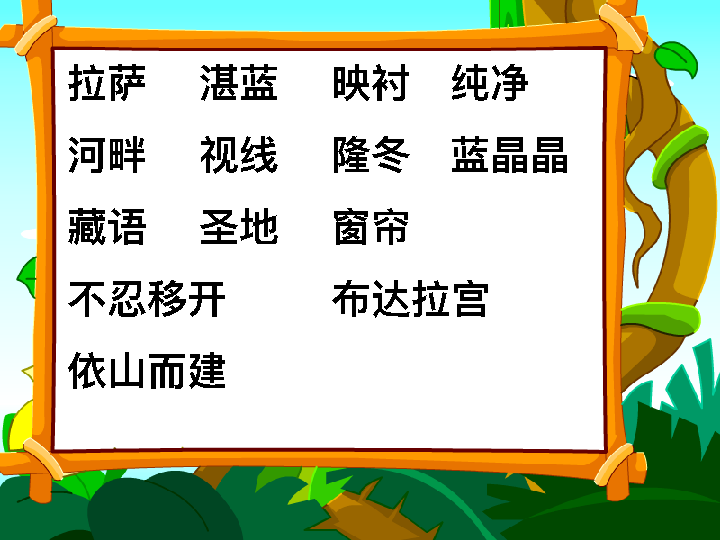 拉萨 湛蓝 映衬 纯净
河畔 视线 隆冬 蓝晶晶
藏语 圣地 窗帘
不忍移开 布达拉宫
依山而建